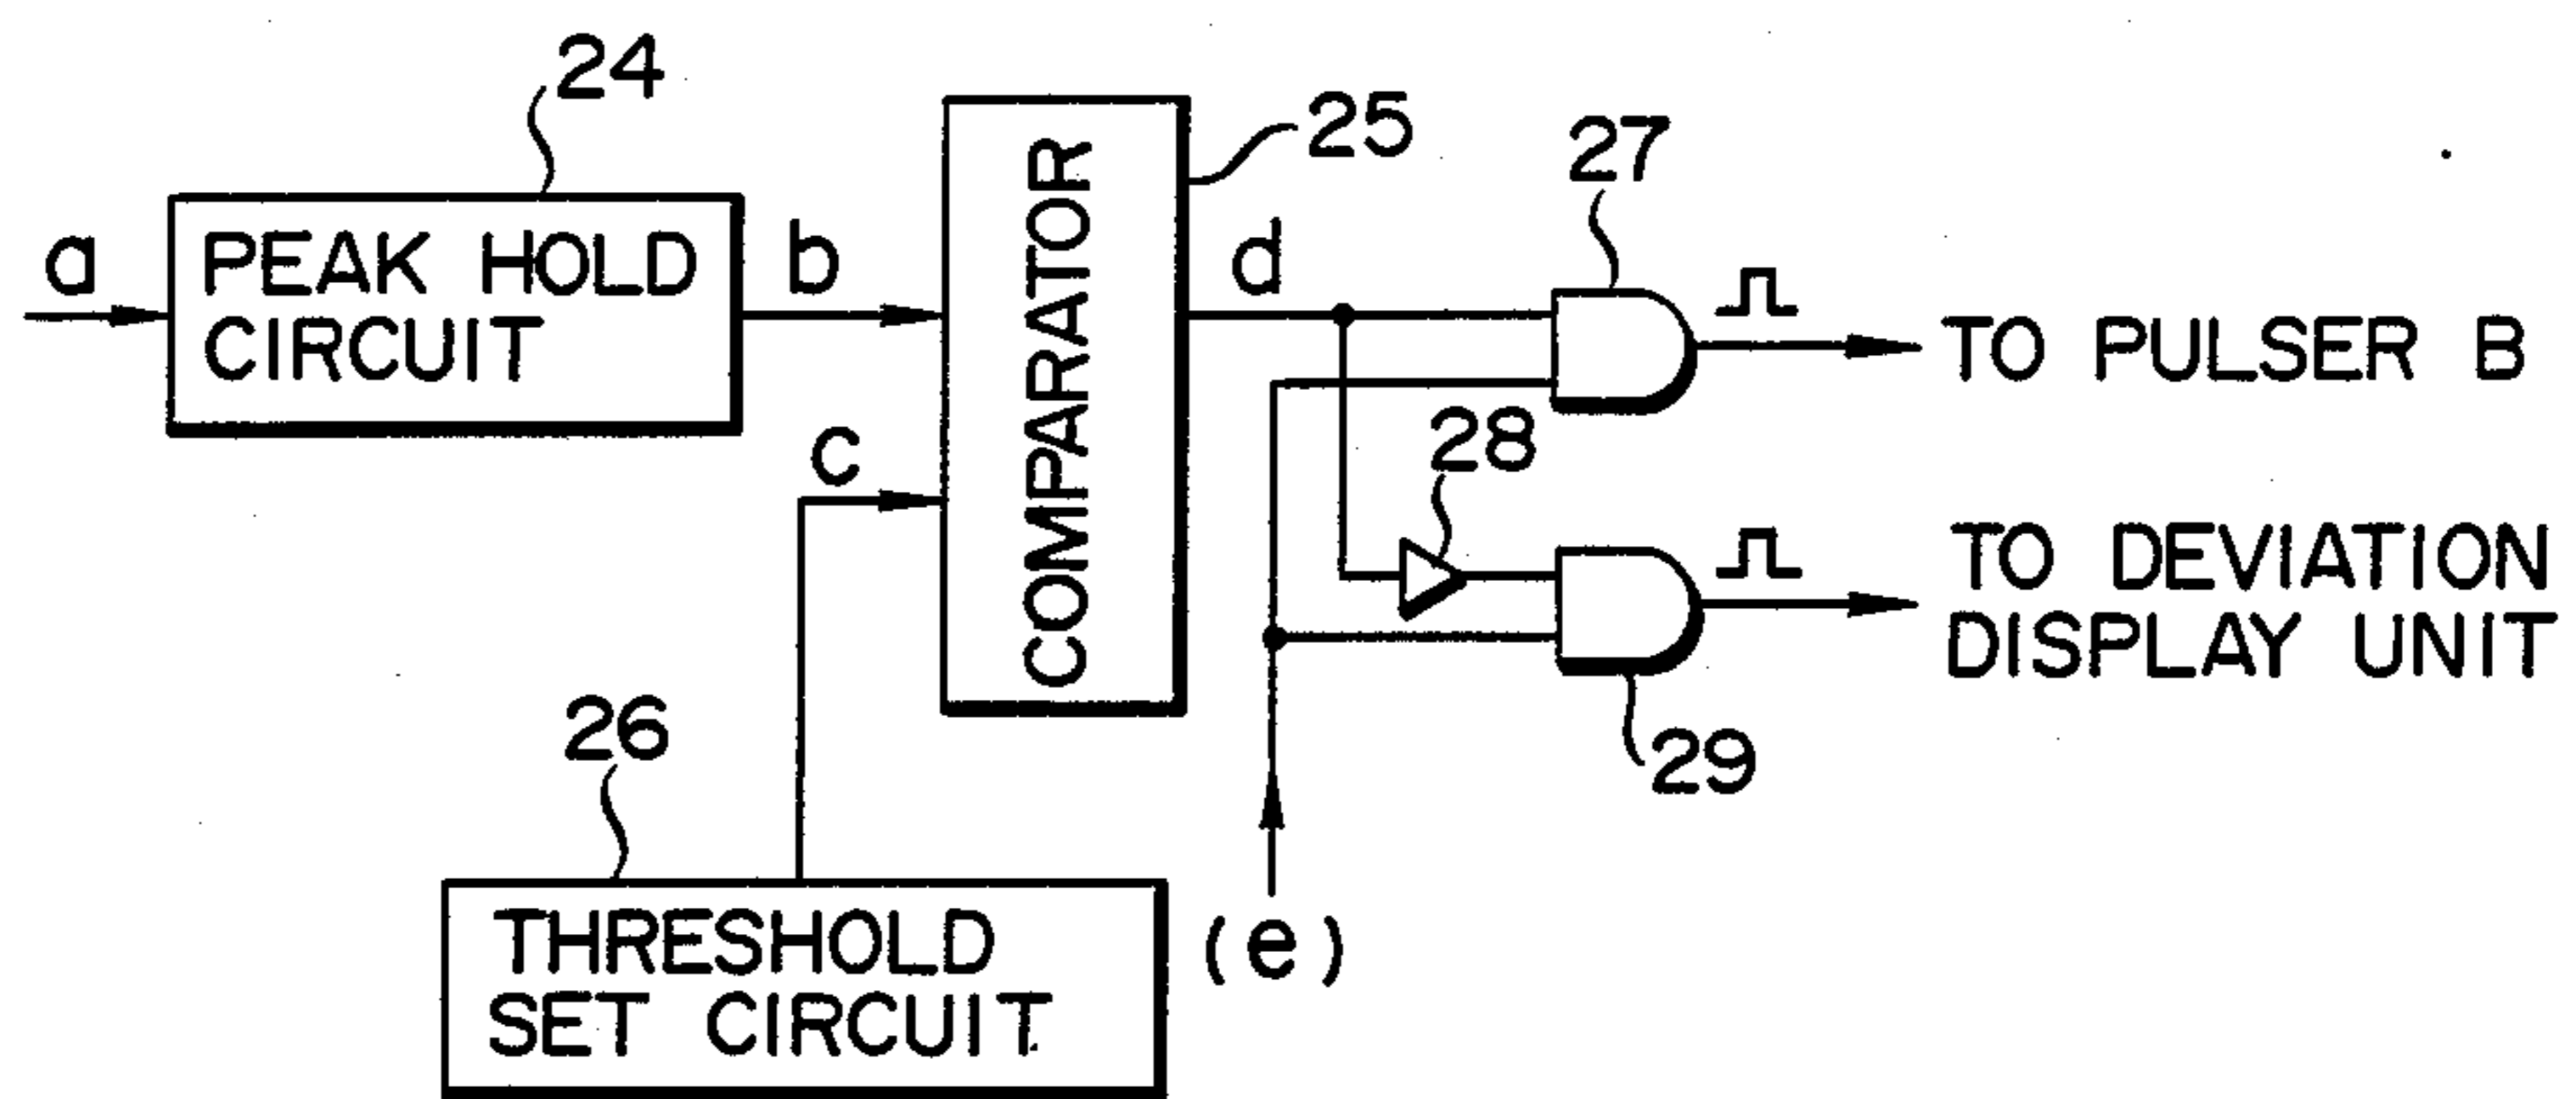 24
a
PEAK HOLD
CIRCUIT
b
c
COMPARATOR
25
d
27
TO PULSER B
28
TO DEVIATION
DISPLAY UNIT
29
26
THRESHOLD
SET CIRCUIT
(e)